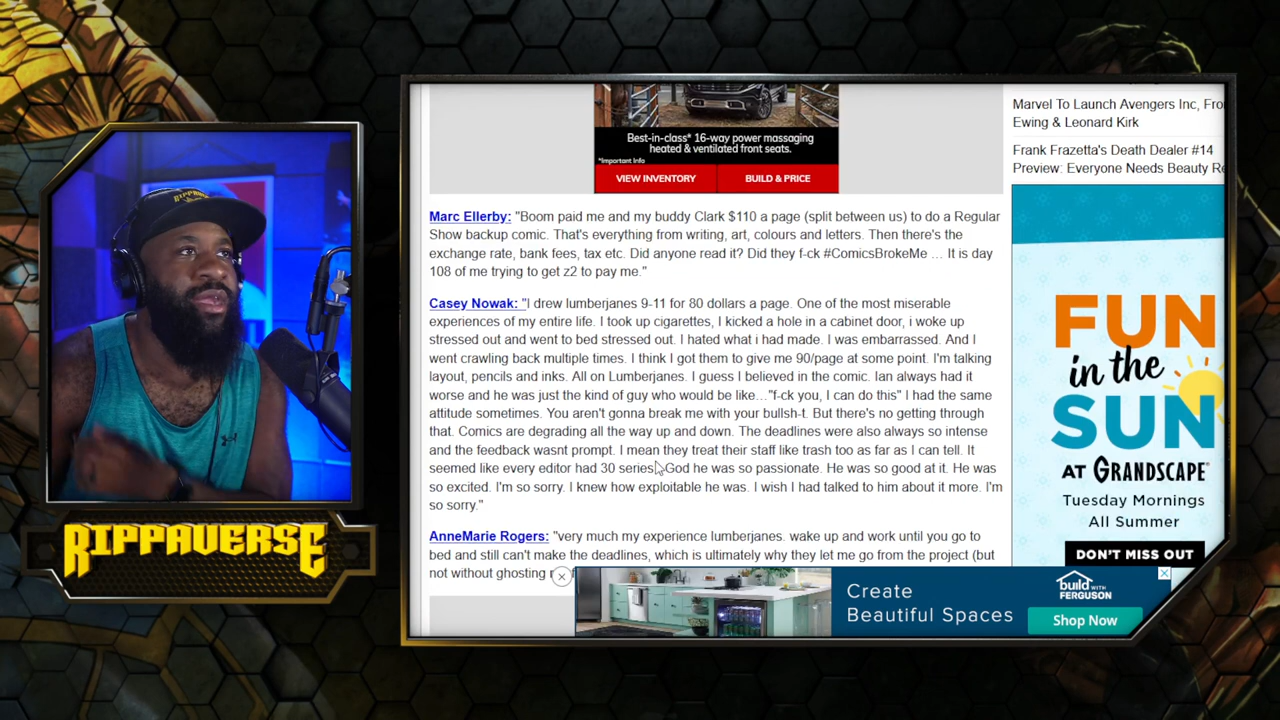 RIPPAVERSE
Best-in-class* 16-way power massaging
heated & ventilated front seats.
*Important Info
VIEW INVENTORY
BUILD & PRICE
Marc Ellerby: "Boom paid me and my buddy Clark $110 a page (split between us) to do a Regular
Show backup comic. That's everything from writing, art, colours and letters. Then there's the
exchange rate, bank fees, tax etc. Did anyone read it? Did they f-ck #ComicsBrokeMe … It is day
108 of me trying to get z2 to pay me."
Casey Nowak: "I drew lumberjanes 9-11 for 80 dollars a page. One of the most miserable
experiences of my entire life. I took up cigarettes, I kicked a hole in a cabinet door, i woke up
stressed out and went to bed stressed out. I hated what i had made. I was embarrassed. And I
went crawling back multiple times. I think I got them to give me 90/page at some point. I'm talking
layout, pencils and inks. All on Lumberjanes. I guess I believed in the comic. Ian always had it
worse and he was just the kind of guy who would be like…"f-ck you, I can do this" I had the same
attitude sometimes. You aren't gonna break me with your bullsh-t. But there's no getting through
that. Comics are degrading all the way up and down. The deadlines were also always so intense
and the feedback wasnt prompt. I mean they treat their staff like trash too as far as I can tell. It
seemed like every editor had 30 series. God he was so passionate. He was so good at it. He was
so excited. I'm so sorry. I knew how exploitable he was. I wish I had talked to him about it more. I'm
so sorry."
AnneMarie Rogers: "very much my experience lumberjanes. wake up and work until you go to
bed and still can't make the deadlines, which is ultimately why they let me go from the project (but
not without ghosting
Marvel To Launch Avengers Inc,
Ewing & Leonard Kirk
Frank Frazetta's Death Dealer #14
Preview: Everyone Needs Beauty
FUN
in the
SUN
AT GRANDSCAPE
Tuesday Mornings
All Summer
DON'T MISS OUT
Create
Beautiful Spaces
build WITH
FERGUSON
Shop Now